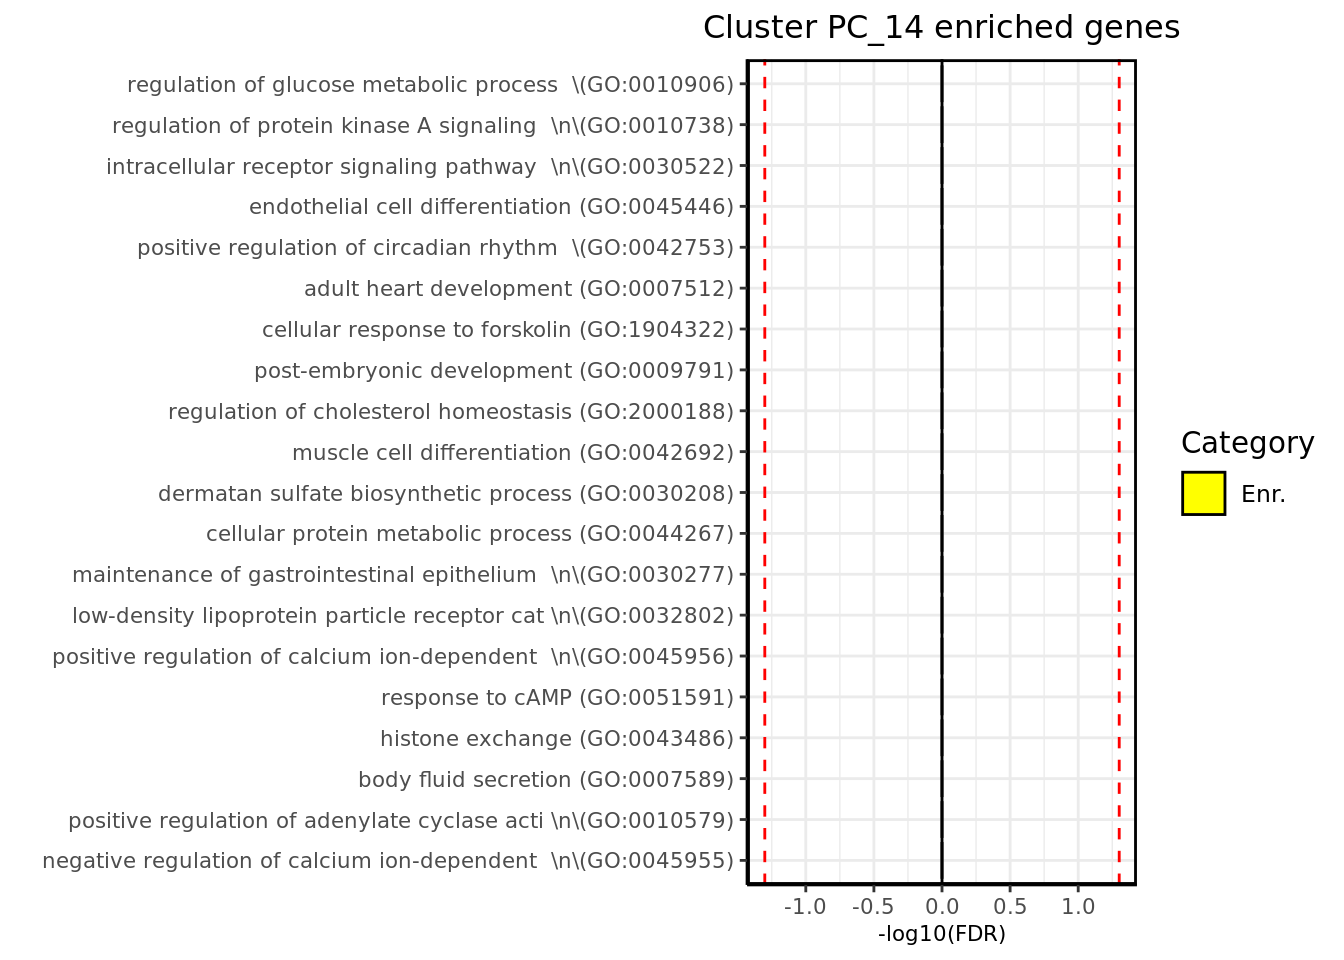 Cluster PC_14 enriched genes
regulation of glucose metabolic process  \(GO:0010906)
regulation of protein kinase A signaling  \n\(GO:0010738)
intracellular receptor signaling pathway  \n\(GO:0030522)
endothelial cell differentiation (GO:0045446)
positive regulation of circadian rhythm  \(GO:0042753)
adult heart development (GO:0007512)
cellular response to forskolin (GO:1904322)
post-embryonic development (GO:0009791)
regulation of cholesterol homeostasis (GO:2000188)
muscle cell differentiation (GO:0042692)
dermatan sulfate biosynthetic process (GO:0030208)
cellular protein metabolic process (GO:0044267)
maintenance of gastrointestinal epithelium  \n\(GO:0030277)
low-density lipoprotein particle receptor cat \n\(GO:0032802)
positive regulation of calcium ion-dependent  \n\(GO:0045956)
response to cAMP (GO:0051591)
histone exchange (GO:0043486)
body fluid secretion (GO:0007589)
positive regulation of adenylate cyclase acti \n\(GO:0010579)
negative regulation of calcium ion-dependent  \n\(GO:0045955)
-1.0 -0.5 0.0 0.5 1.0
-log10(FDR)
Category
Enr.